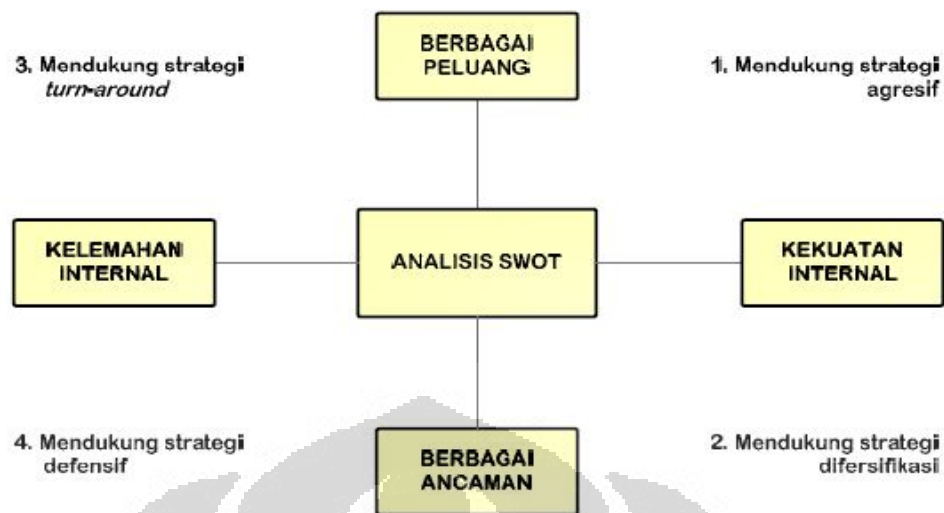 BERBAGAI
PELUANG
3. Mendukung strategi
turn-around
1. Mendukung strategi
agresif
KELEMAHAN
INTERNAL
ANALISIS SWOT
KEKUATAN
INTERNAL
4. Mendukung strategi
defensif
BERBAGAI
ANCAMAN
2. Mendukung strategi
difersifikasi